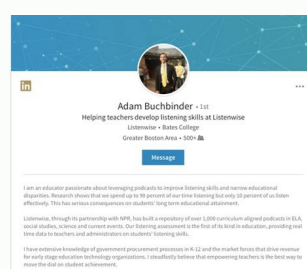 in
Adam Buchbinder • 1st
Helping teachers develop listening skills at Listenwise
Listenwise • Bates College
Greater Boston Area • 500+
Message
I am an educator passionate about leveraging podcasts to improve listening skills and narrow educational
disparities. Research shows that we spend up to 90 percent of our time listening but only 10 percent of us listen
effectively. This has serious consequences on students' long term educational attainment.
Listenwise, through its partnership with NPR, has built a repository of over 1,000 curriculum aligned podcasts in ELA,
social studies, science and current events. Our listening assessment is the first of its kind in education, providing real
time data to teachers and administrators on students' listening skills.
I have extensive knowledge of government procurement processes in K-12 and the market forces that drive revenue
for early stage education technology organizations. I steadfastly believe that empowering teachers is the best way to
move the dial on student achievement.